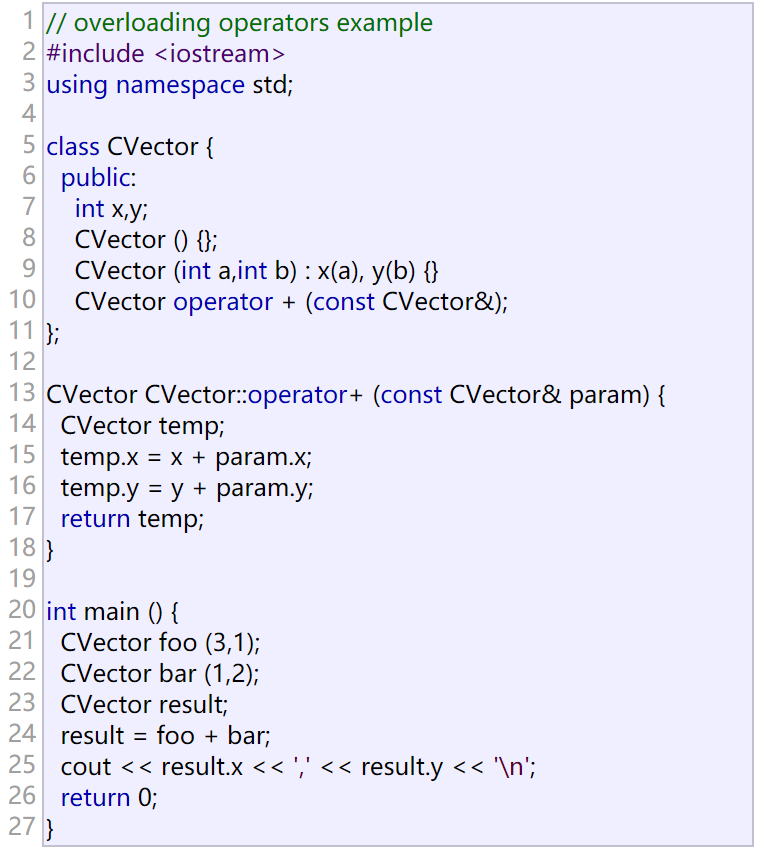 1 // overloading operators example
2 #include <iostream>
3 using namespace std;
4
5 class CVector {
6   public:
7     int x,y;
8     CVector () {};
9     CVector (int a,int b) : x(a), y(b) {}
10     CVector operator + (const CVector&);
11 };
12
13 CVector CVector::operator+ (const CVector& param) {
14   CVector temp;
15   temp.x = x + param.x;
16   temp.y = y + param.y;
17   return temp;
18 }
19
20 int main () {
21   CVector foo (3,1);
22   CVector bar (1,2);
23   CVector result;
24   result = foo + bar;
25   cout << result.x << ',' << result.y << '\n';
26   return 0;
27 }